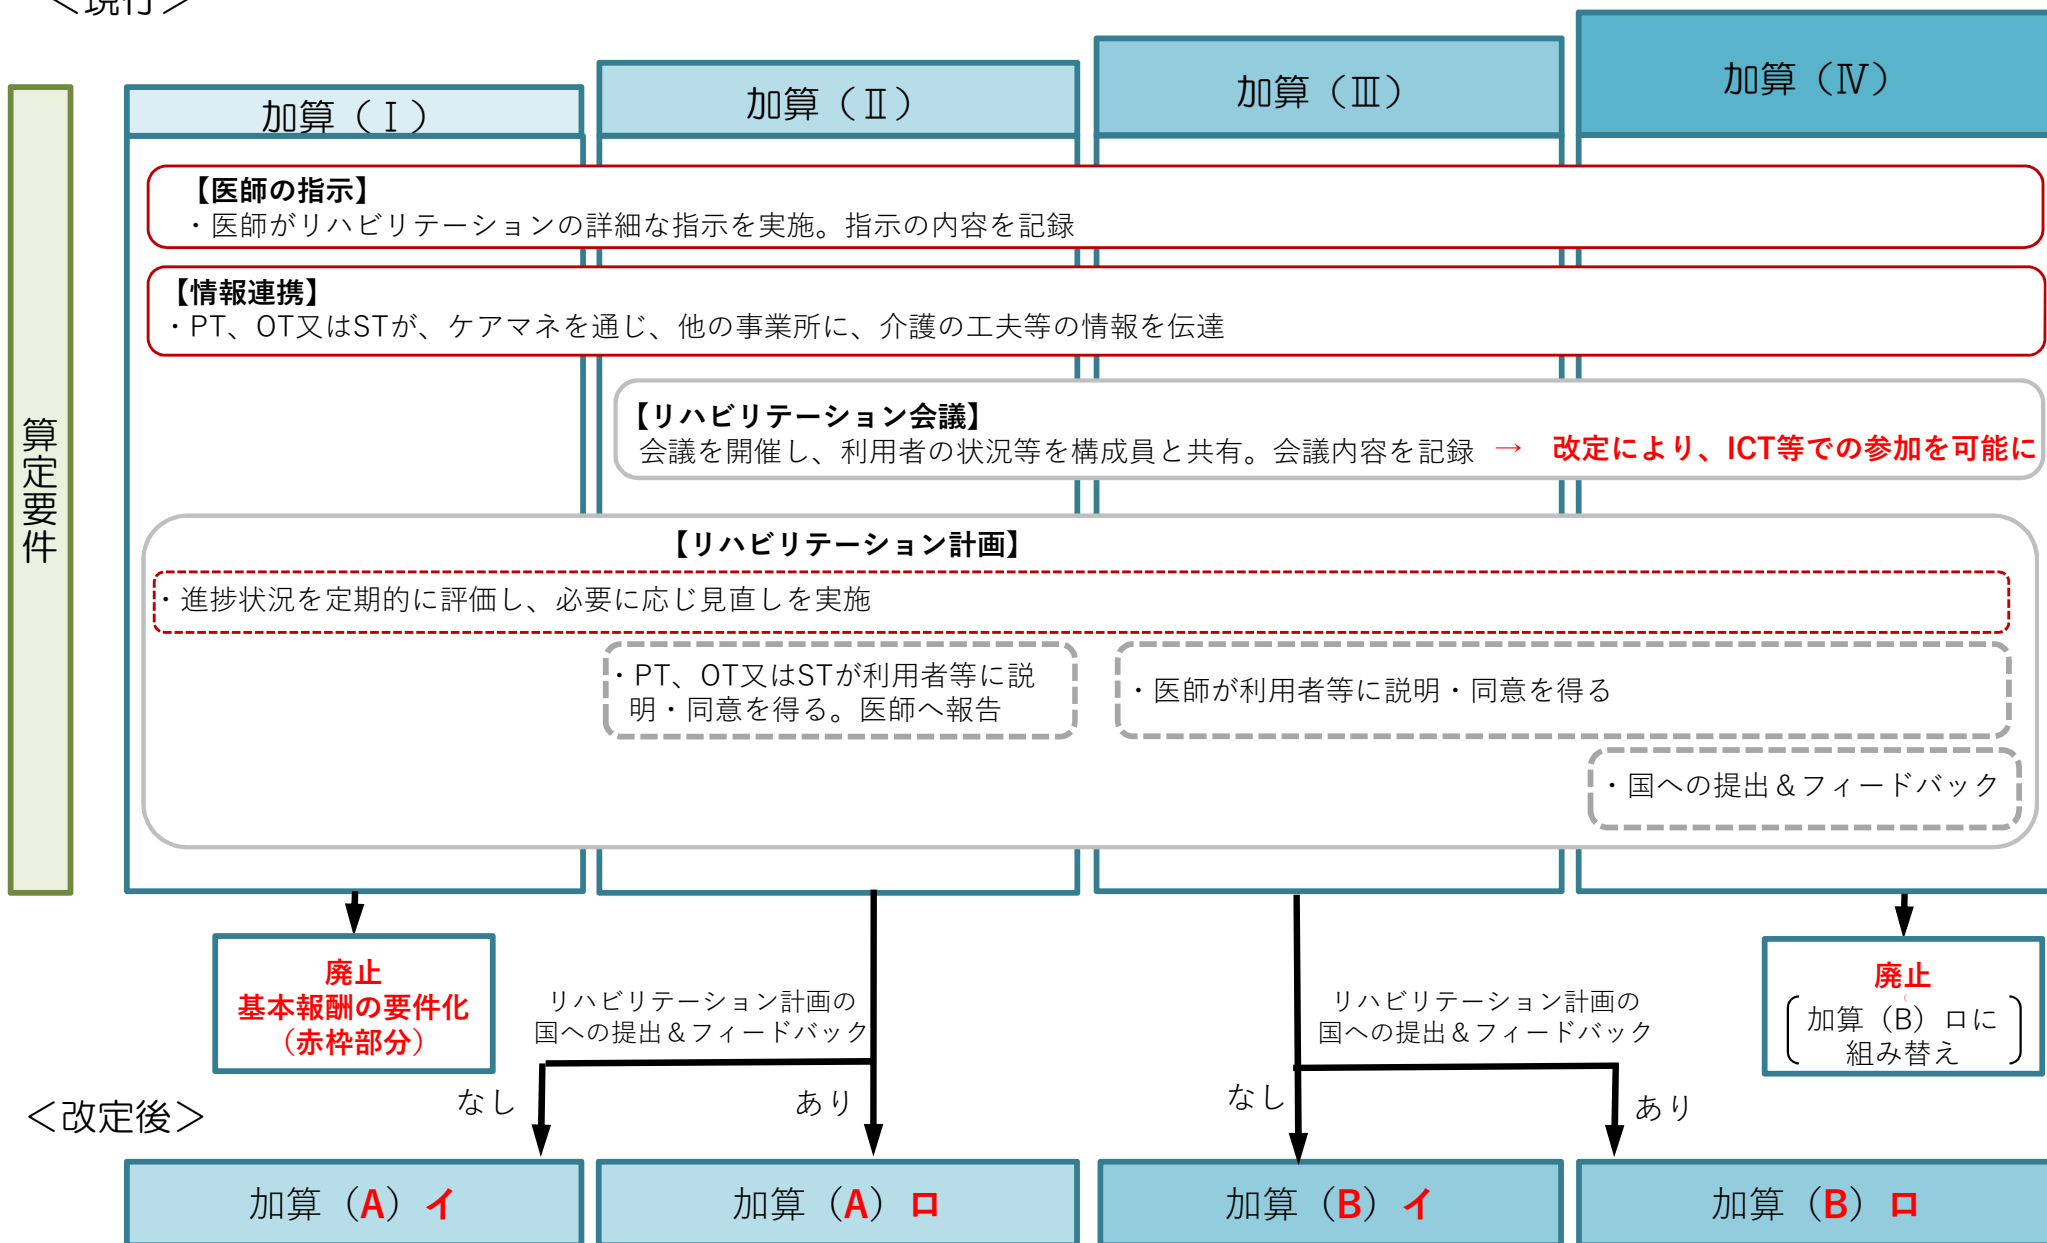 ＜現行＞
加算（Ⅰ）
加算（Ⅱ）
加算（Ⅲ）
加算（Ⅳ）
算定要件
【医師の指示】
・医師がリハビリテーションの詳細な指示を実施。指示の内容を記録
【情報連携】
・PT、OT又はSTが、ケアマネを通じ、他の事業所に、介護の工夫等の情報を伝達
【リハビリテーション会議】
会議を開催し、利用者の状況等を構成員と共有。会議内容を記録 → 改定により、ICT等での参加を可能に
【リハビリテーション計画】
・進捗状況を定期的に評価し、必要に応じ見直しを実施
・PT、OT又はSTが利用者等に説
明・同意を得る。医師へ報告
・医師が利用者等に説明・同意を得る
・国への提出＆フィードバック
廃止
基本報酬の要件化
（赤枠部分）
リハビリテーション計画の
国への提出＆フィードバック
なし
あり
リハビリテーション計画の
国への提出＆フィードバック
なし
あり
廃止
（
加算（B）ロに
組み替え
）
＜改定後＞
加算（A）イ
加算（A）ロ
加算（B）イ
加算（B）ロ